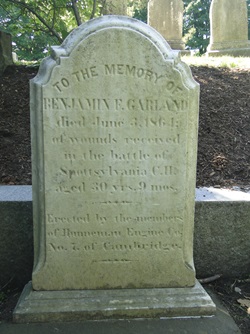 TO THE MEMORY OF
BENJAMIN F. GARLAND
died June 3, 1864;
of wounds received
in the battle of
Spottsylvania C.H.
aged 30 yrs. 9 mos.
Erected by the members
of Hunneman Engine Co.
No. 7. of Cambridge.